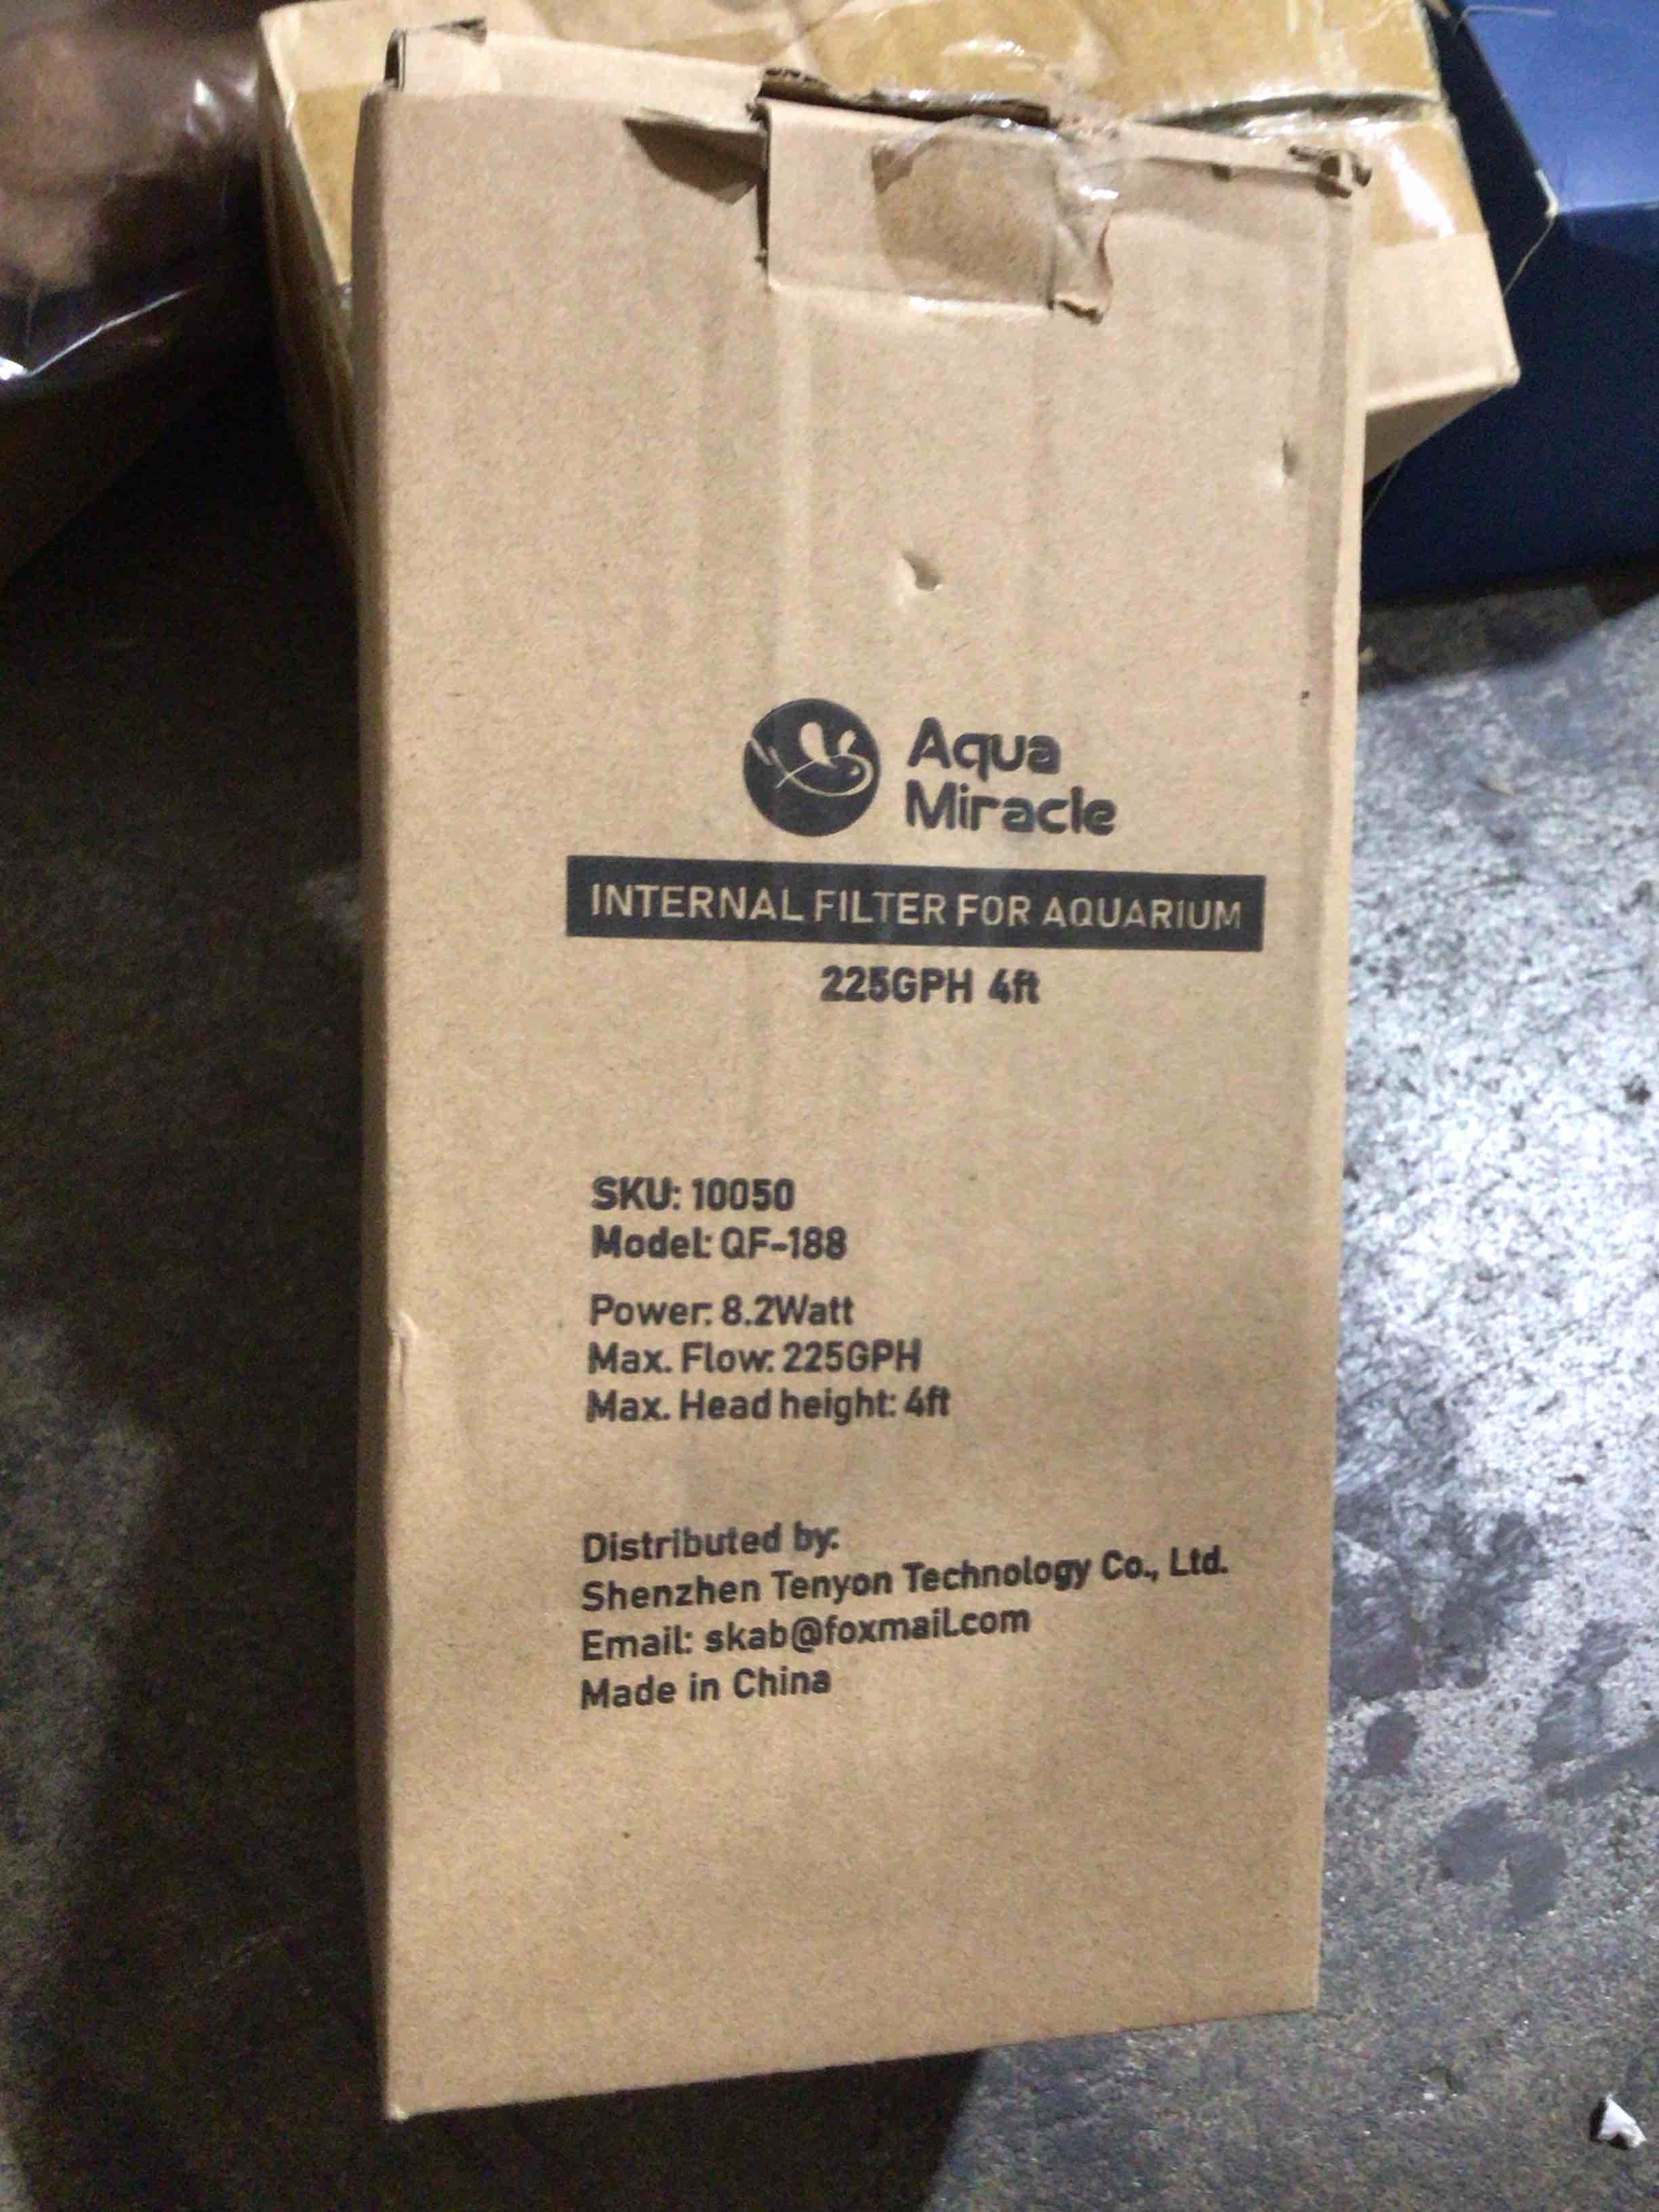 Aqua
Miracle
INTERNAL FILTER FOR AQUARIUM
225GPH 4ft
SKU: 10050
Model: QF-188
Power: 8.2Watt
Max. Flow: 225GPH
Max. Head height: 4ft
Distributed by:
Shenzhen Tenyon Technology Co., Ltd.
Email: skab@foxmail.com
Made in China